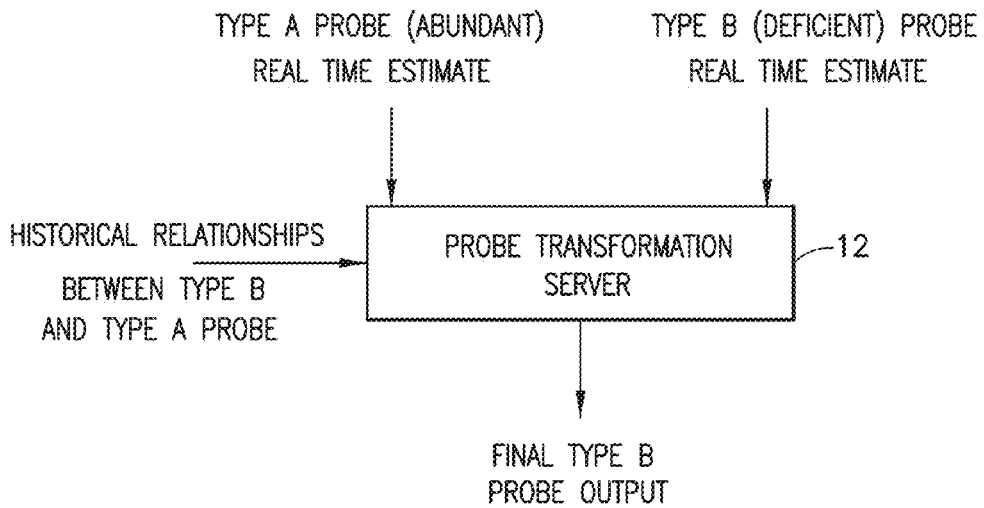 TYPE A PROBE (ABUNDANT)
REAL TIME ESTIMATE
TYPE B (DEFICIENT) PROBE
REAL TIME ESTIMATE
HISTORICAL RELATIONSHIPS
BETWEEN TYPE B
AND TYPE A PROBE
PROBE TRANSFORMATION
SERVER
12
FINAL TYPE B
PROBE OUTPUT